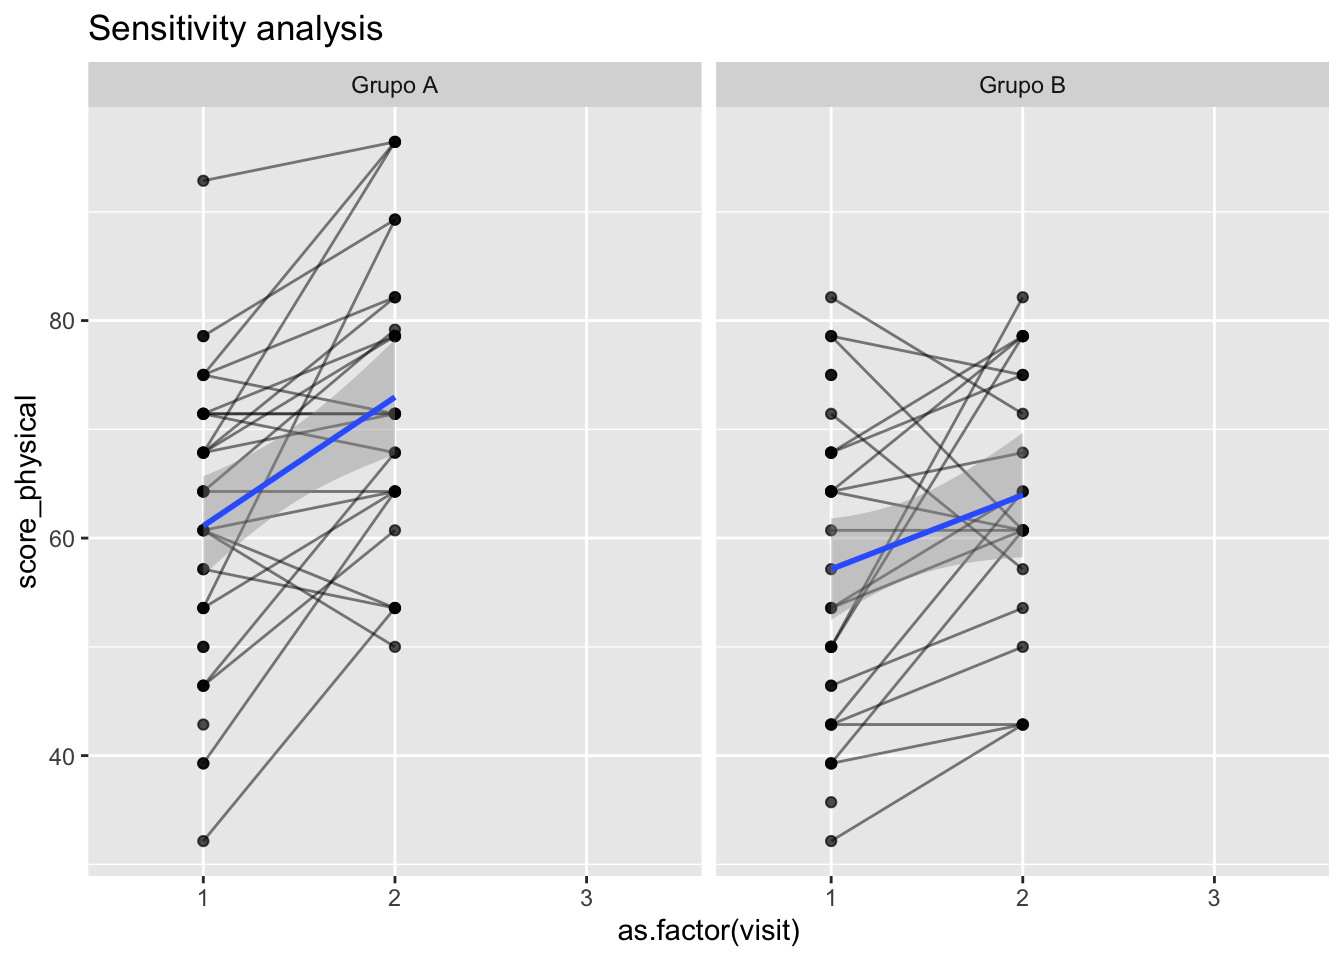 Sensitivity analysis
Grupo A
Grupo B
80
60
40
score_physical
1
2
3
1
2
3
as.factor(visit)